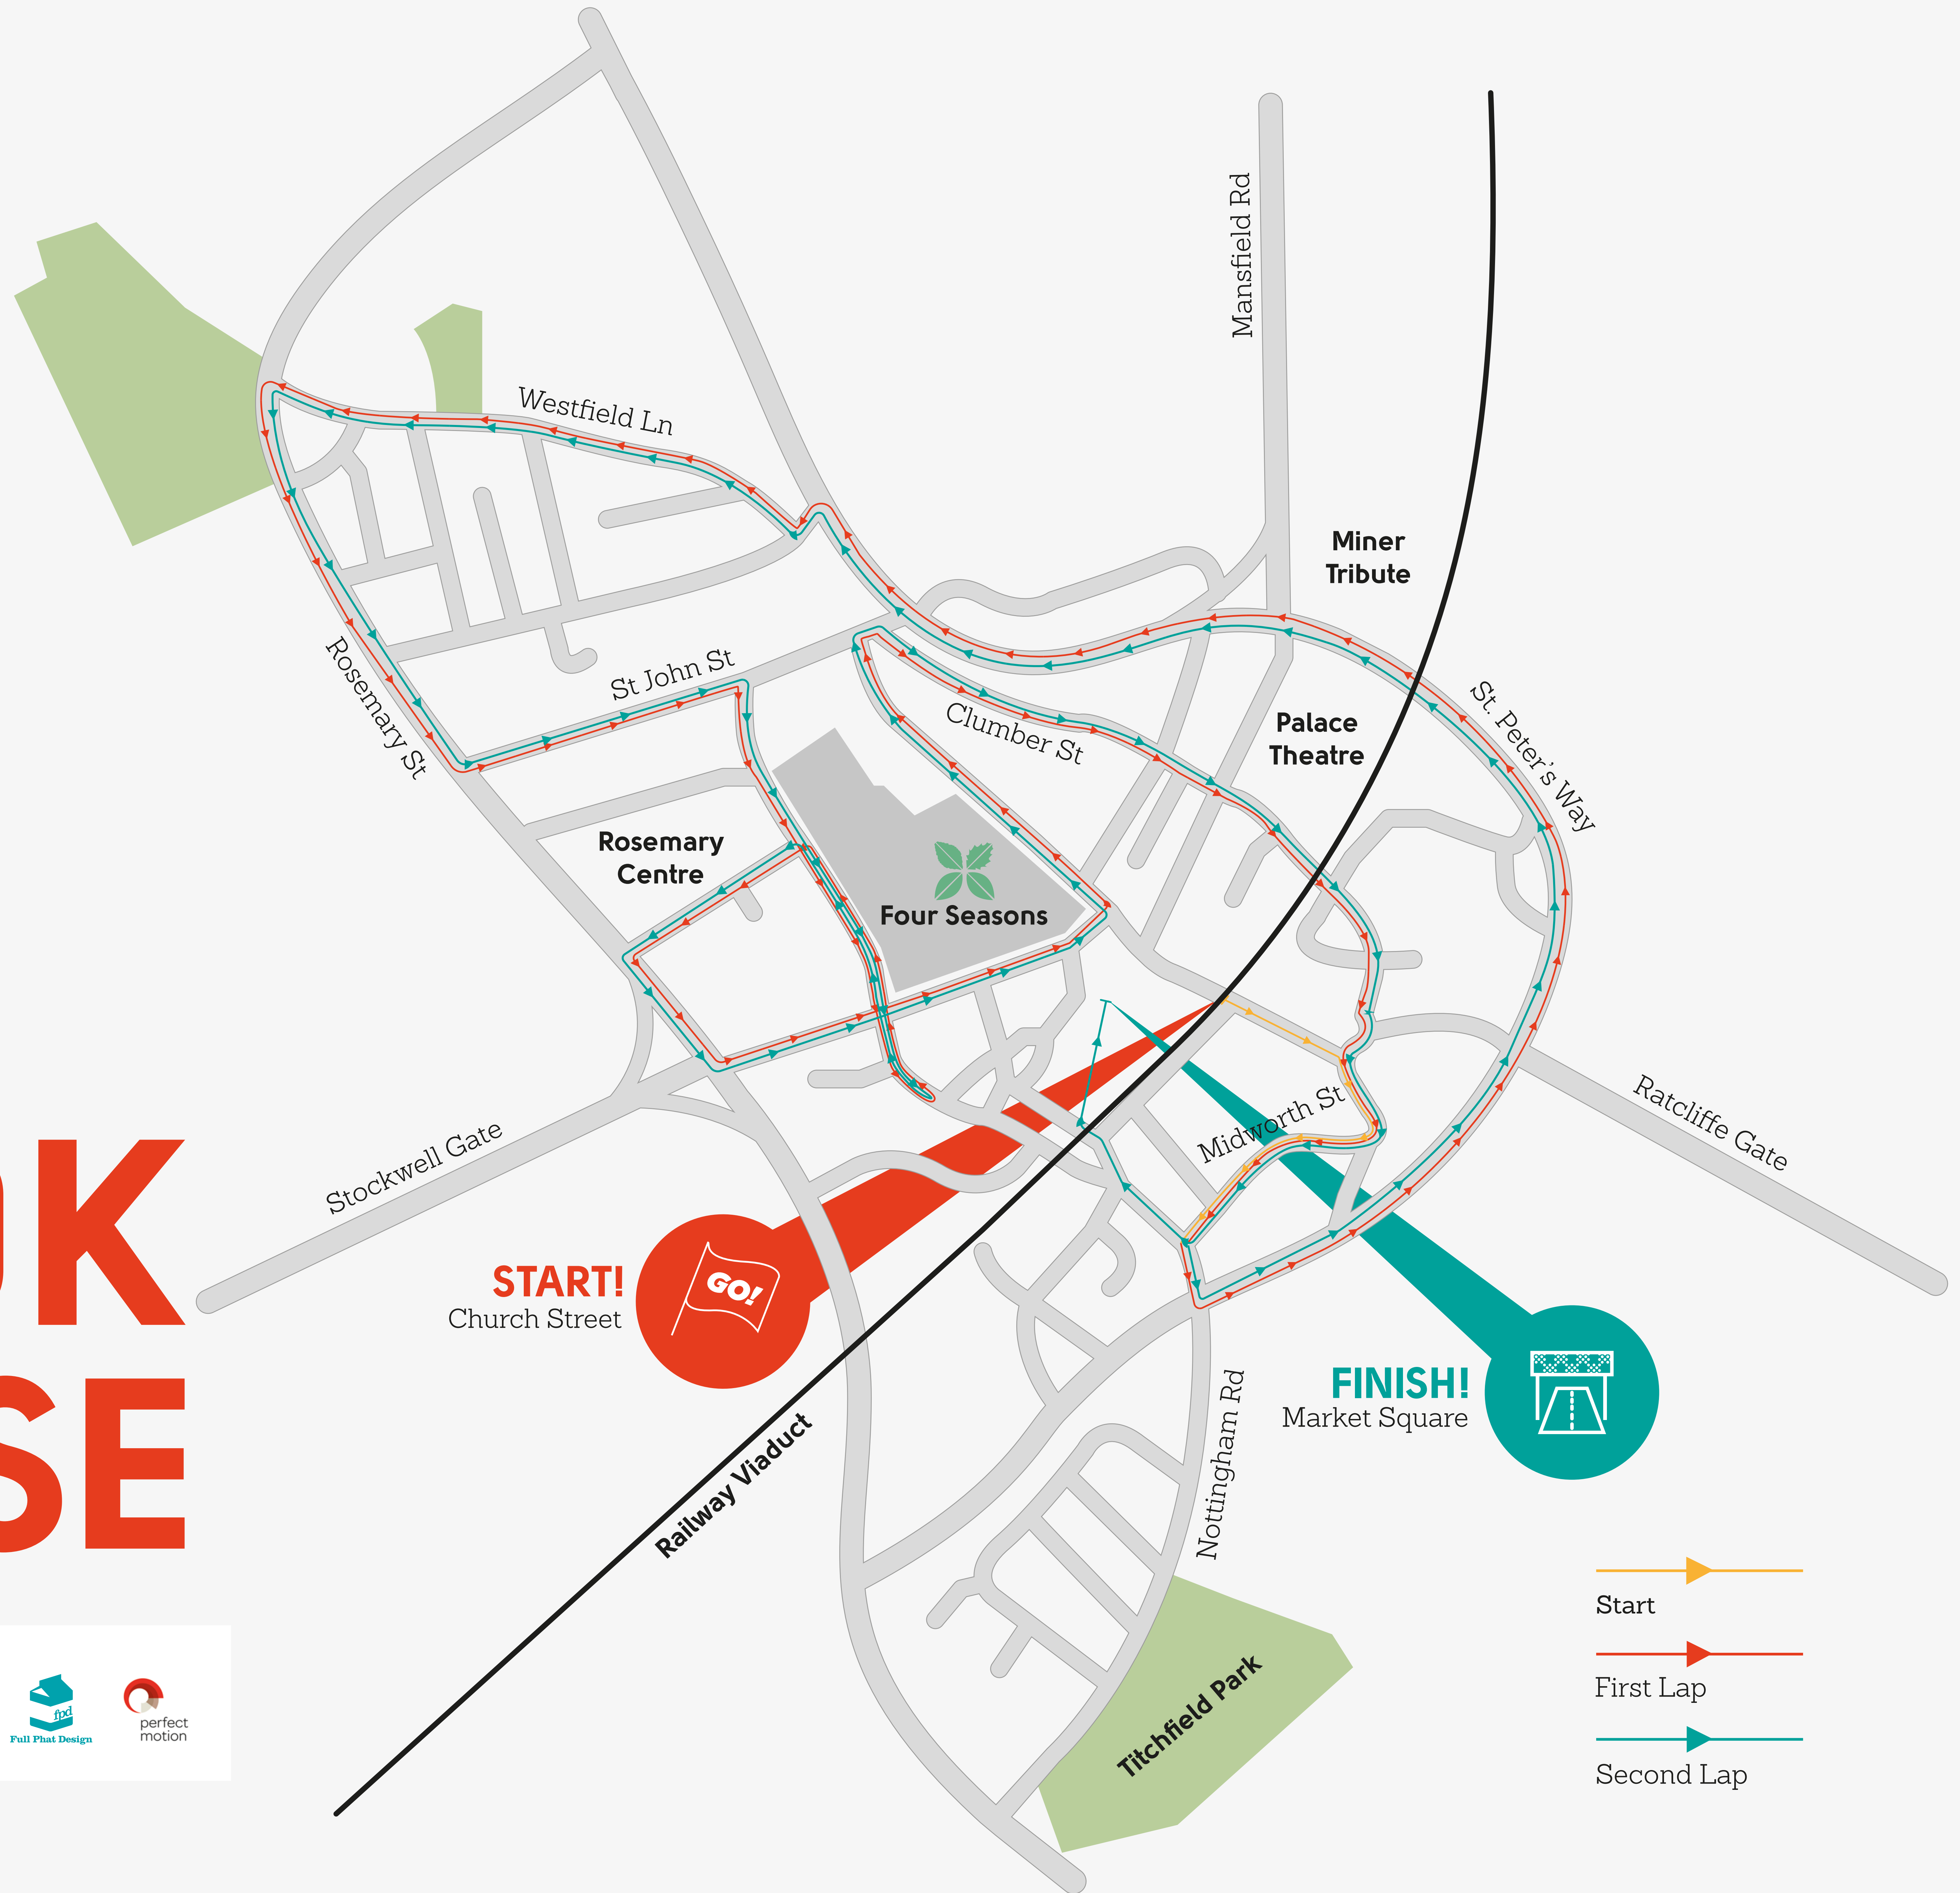 Mansfield Rd
Westfield Ln
Miner
Tribute
St John St
Rosemary St
Clumber St
Palace
Theatre
St. Peter's Way
Rosemary
Centre
Four Seasons
Midworth St
Ratcliffe Gate
Stockwell Gate
START!
Church Street
GO!
FINISH!
Market Square
Nottingham Rd
Railway Viaduct
Titchfield Park
Start
First Lap
Second Lap
K
SE
fpd
Full Phat Design
perfect
motion